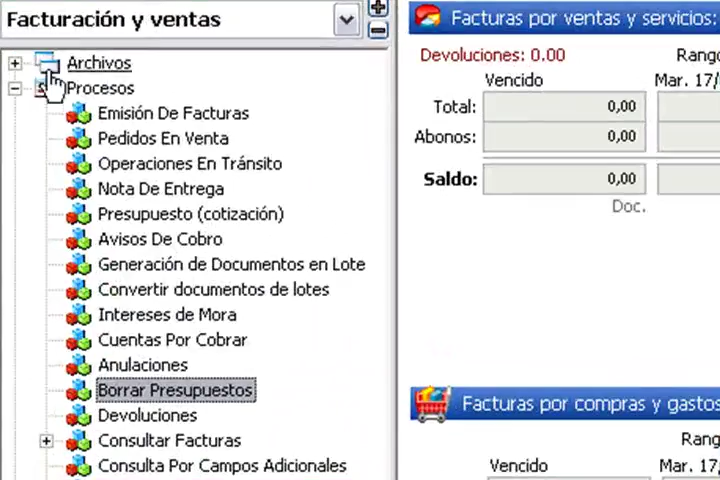 Facturación y ventas
Archivos
Procesos
Emisión De Facturas
Pedidos En Venta
Operaciones En Tránsito
Nota De Entrega
Presupuesto (cotización)
Avisos De Cobro
Generación de Documentos en Lote
Convertir documentos de lotes
Intereses de Mora
Cuentas Por Cobrar
Anulaciones
Borrar Presupuestos
Devoluciones
Consultar Facturas
Consulta Por Campos Adicionales
Facturas por ventas y servicios:
Devoluciones: 0.00 Rango
Vencido Mar. 17/
Total: 0,00
Abonos: 0,00
Saldo: 0,00
Doc.
Facturas por compras y gastos
Rang
Vencido Mar. 17/